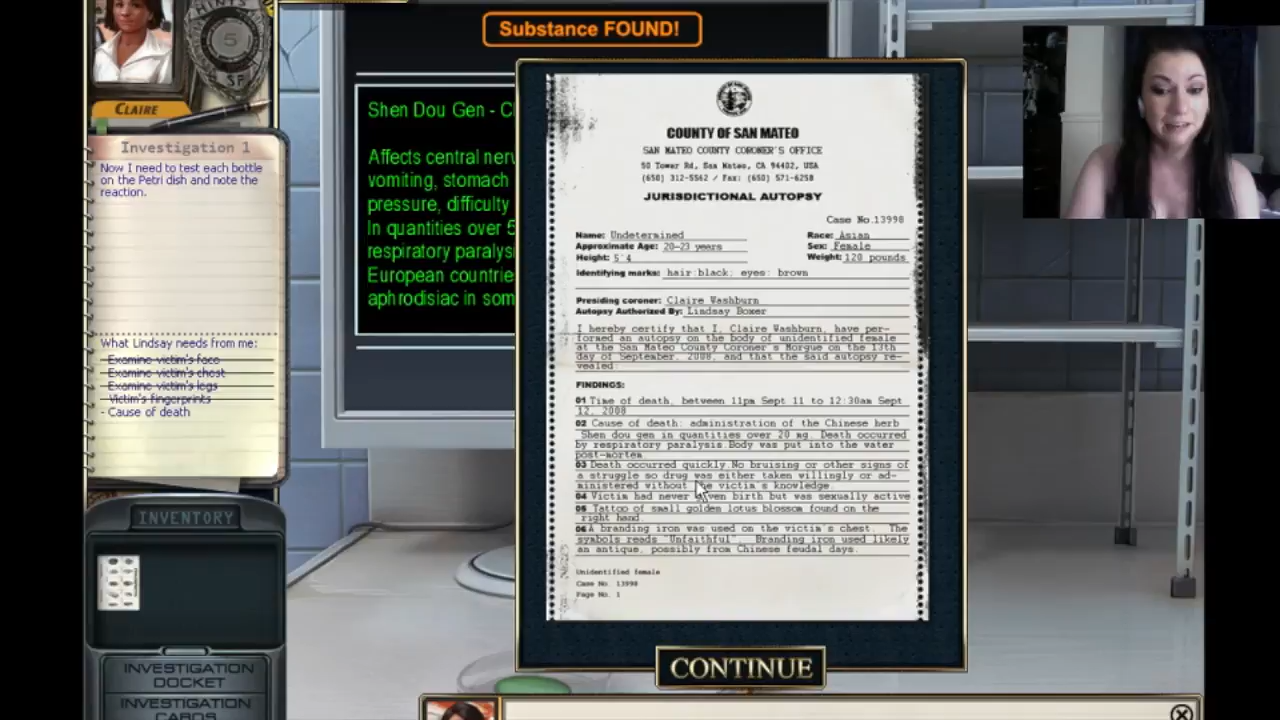 Substance FOUND!
5
SF
CLAIRE
Investigation 1
Now I need to test each bottle
on the Petri dish and note the
reaction.
What Lindsay needs from me:
- Examine victim's face
- Examine victim's chest
- Examine victim's legs
- Victim's fingerprints
- Cause of death
INVENTORY
INVESTIGATION
DOCKET
INVESTIGATION
CARDS
Shen Dou Gen - C
Affects central nerv
vomiting, stomach
pressure, difficulty
In quantities over 5
respiratory paralys
European countrie
aphrodisiac in som
COUNTY OF SAN MATEO
SAN MATEO COUNTY CORONER'S OFFICE
50 Tower Rd, San Mateo, CA 94402, USA
(650) 312-5562 / Fax: (650) 571-6258
JURISDICTIONAL AUTOPSY
Case No.13998
Name: Undetermined
Race: Asian
Approximate Age: 20-23 years
Sex: Female
Height: 5'4
Weight: 120 pounds
Identifying marks: hair:black; eyes: brown
Presiding coroner: Claire Washburn
Autopsy Authorized By: Lindsay Boxer
I hereby certify that I, Claire Washburn, have per-
formed an autopsy on the body of unidentified female
at the San Mateo County Coroner's Morgue on the 13th
day of September, 2008, and that the said autopsy re-
vealed:
FINDINGS:
01 Time of death, between 11pm Sept 11 to 12:30am Sept
12, 2008
02 Cause of death: administration of the Chinese herb
Shen dou gen in quantities over 20 mg. Death occurred
by respiratory paralysis.Body was put into the water
post-mortem
03 Death occurred quickly.No bruising or other signs of
a struggle so drug was either taken willingly or ad-
ministered without the victim's knowledge.
04 Victim had never given birth but was sexually active
05 Tattoo of small golden lotus blossom found on the
right hand.
06 A branding iron was used on the victim's chest. The
symbols reads "Unfaithful". Branding iron used likely
an antique, possibly from Chinese feudal days.
Unidentified female
Case No. 13998
Page No. 1
CONTINUE